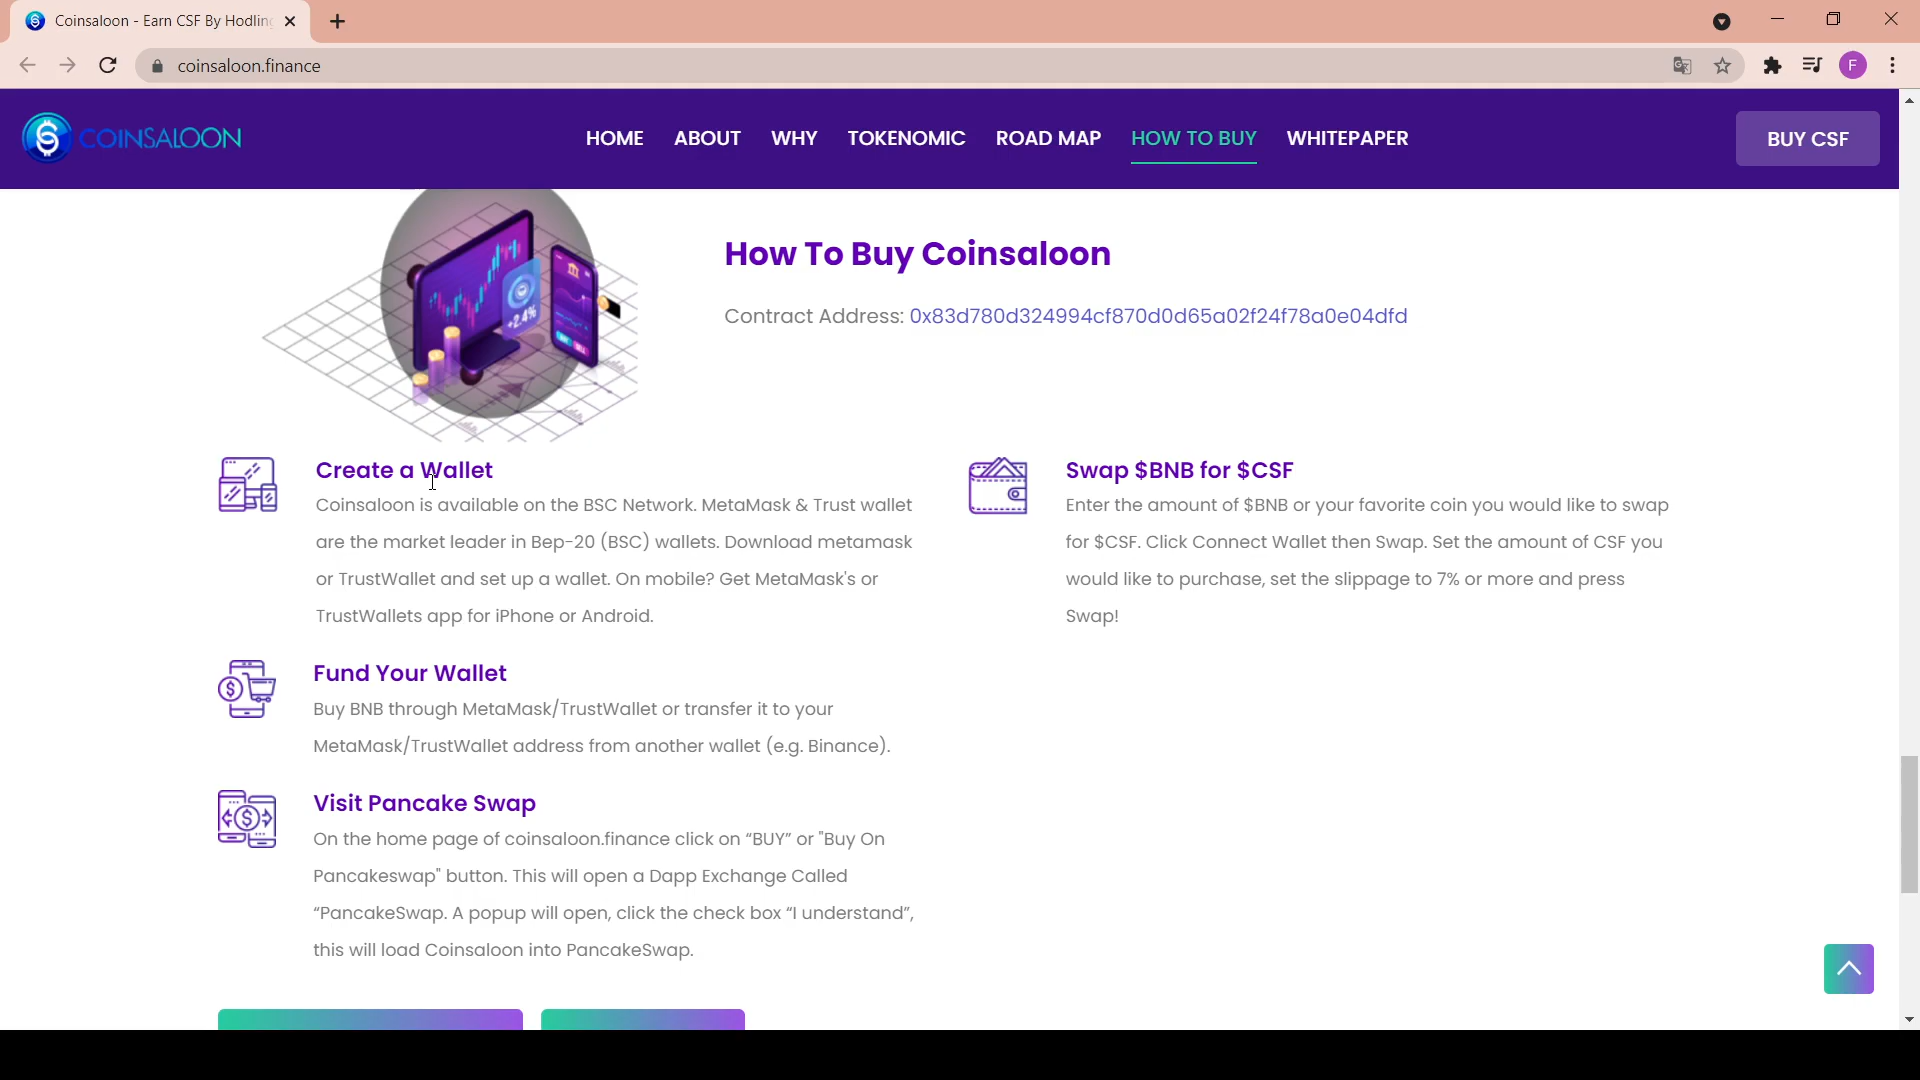 Coinsaloon - Earn CSF By Hodling
coinsaloon.finance
F
COINSALOON
HOME
ABOUT
WHY
TOKENOMIC
ROAD MAP
HOW TO BUY
WHITEPAPER
BUY CSF
+2.4%
How To Buy Coinsaloon
Contract Address: 0x83d780d324994cf870d0d65a02f24f78a0e04dfd
Create a Wallet
Coinsaloon is available on the BSC Network. MetaMask & Trust wallet
are the market leader in Bep-20 (BSC) wallets. Download metamask
or TrustWallet and set up a wallet. On mobile? Get MetaMask's or
TrustWallets app for iPhone or Android.
Swap $BNB for $CSF
Enter the amount of $BNB or your favorite coin you would like to swap
for $CSF. Click Connect Wallet then Swap. Set the amount of CSF you
would like to purchase, set the slippage to 7% or more and press
Swap!
Fund Your Wallet
Buy BNB through MetaMask/TrustWallet or transfer it to your
MetaMask/TrustWallet address from another wallet (e.g. Binance).
Visit Pancake Swap
On the home page of coinsaloon.finance click on “BUY” or "Buy On
Pancakeswap" button. This will open a Dapp Exchange Called
“PancakeSwap. A popup will open, click the check box “I understand”,
this will load Coinsaloon into PancakeSwap.